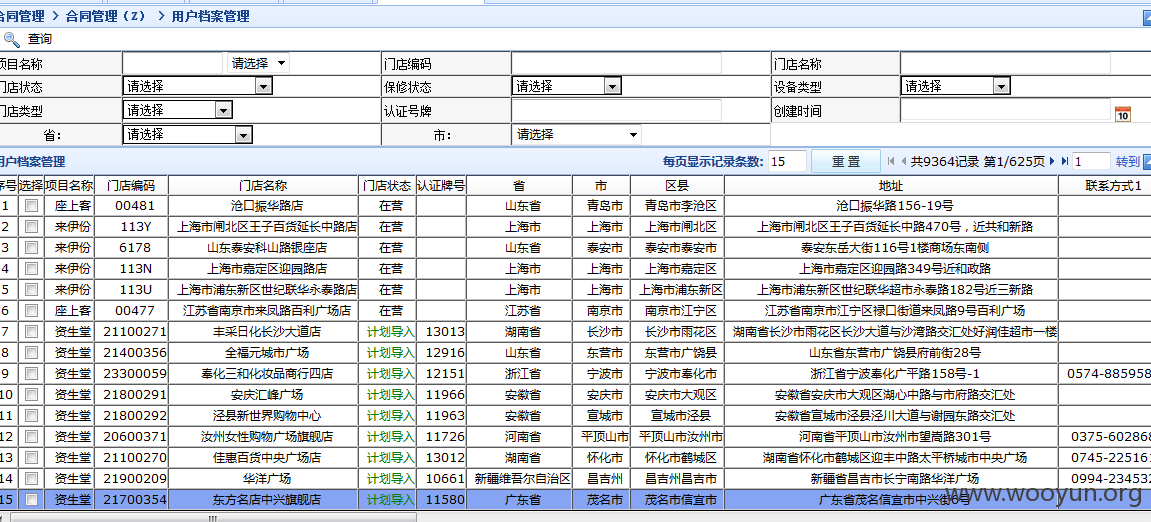 合同管理 > 合同管理（Z） > 用户档案管理
查询
项目名称 请选择 门店编码 门店名称
门店状态 请选择 保修状态 请选择 设备类型 请选择
门店类型 请选择 认证号牌 创建时间 10
省： 请选择 市： 请选择
用户档案管理 每页显示记录条数: 15 重 置 共9364记录 第1/625页 1 转到
序号 选择 项目名称 门店编码 门店名称 门店状态 认证牌号 省 市 区县 地址 联系方式1
1 座上客 00481 沧口振华路店 在营 山东省 青岛市 青岛市李沧区 沧口振华路156-19号
2 来伊份 113Y 上海市闸北区王子百货延长中路店 在营 上海市 上海市 上海市闸北区 上海市闸北区王子百货延长中路470号，近共和新路
3 来伊份 6178 山东泰安科山路银座店 在营 山东省 泰安市 泰安市泰安市 泰安东岳大街116号1楼商场东南侧
4 来伊份 113N 上海市嘉定区迎园路店 在营 上海市 上海市 上海市嘉定区 上海市嘉定区迎园路349号近和政路
5 来伊份 113U 上海市浦东新区世纪联华永泰路店 在营 上海市 上海市 上海市浦东新区 上海市浦东新区世纪联华超市永泰路182号近三新路
6 座上客 00477 江苏省南京市来凤路百利广场店 在营 江苏省 南京市 南京市江宁区 江苏省南京市江宁区禄口街道来凤路9号百利广场
7 资生堂 21100271 丰采日化长沙大道店 计划导入 13013 湖南省 长沙市 长沙市雨花区 湖南省长沙市雨花区长沙大道与沙湾路交汇处好润佳超市一楼
8 资生堂 21400356 全福元城市广场 计划导入 12916 山东省 东营市 东营市广饶县 山东省东营市广饶县府前街28号
9 资生堂 23300059 奉化三和化妆品商行四店 计划导入 12151 浙江省 宁波市 宁波市奉化市 浙江省宁波奉化广平路158号-1 0574-885958
10 资生堂 21800291 安庆汇峰广场 计划导入 11966 安徽省 安庆市 安庆市大观区 安徽省安庆市大观区湖心中路与市府路交汇处
11 资生堂 21800292 泾县新世界购物中心 计划导入 11963 安徽省 宣城市 宣城市泾县 安徽省宣城市泾县泾川大道与谢园东路交汇处
12 资生堂 20600371 汝州女性购物广场旗舰店 计划导入 11726 河南省 平顶山市 平顶山市汝州市 河南省平顶山市汝州市望嵩路301号 0375-602868
13 资生堂 21100270 佳惠百货中央广场店 计划导入 13012 湖南省 怀化市 怀化市鹤城区 湖南省怀化市鹤城区迎丰中路太平桥城市中央广场 0745-225161
14 资生堂 21900209 华洋广场 计划导入 10661 新疆维吾尔自治区 昌吉州 昌吉州昌吉市 新疆省昌吉市长宁南路华洋广场 0994-234532
15 资生堂 21700354 东方名店中兴旗舰店 计划导入 11580 广东省 茂名市 茂名市信宜市 广东省茂名信宜市中兴街6号
www.wooyun.org